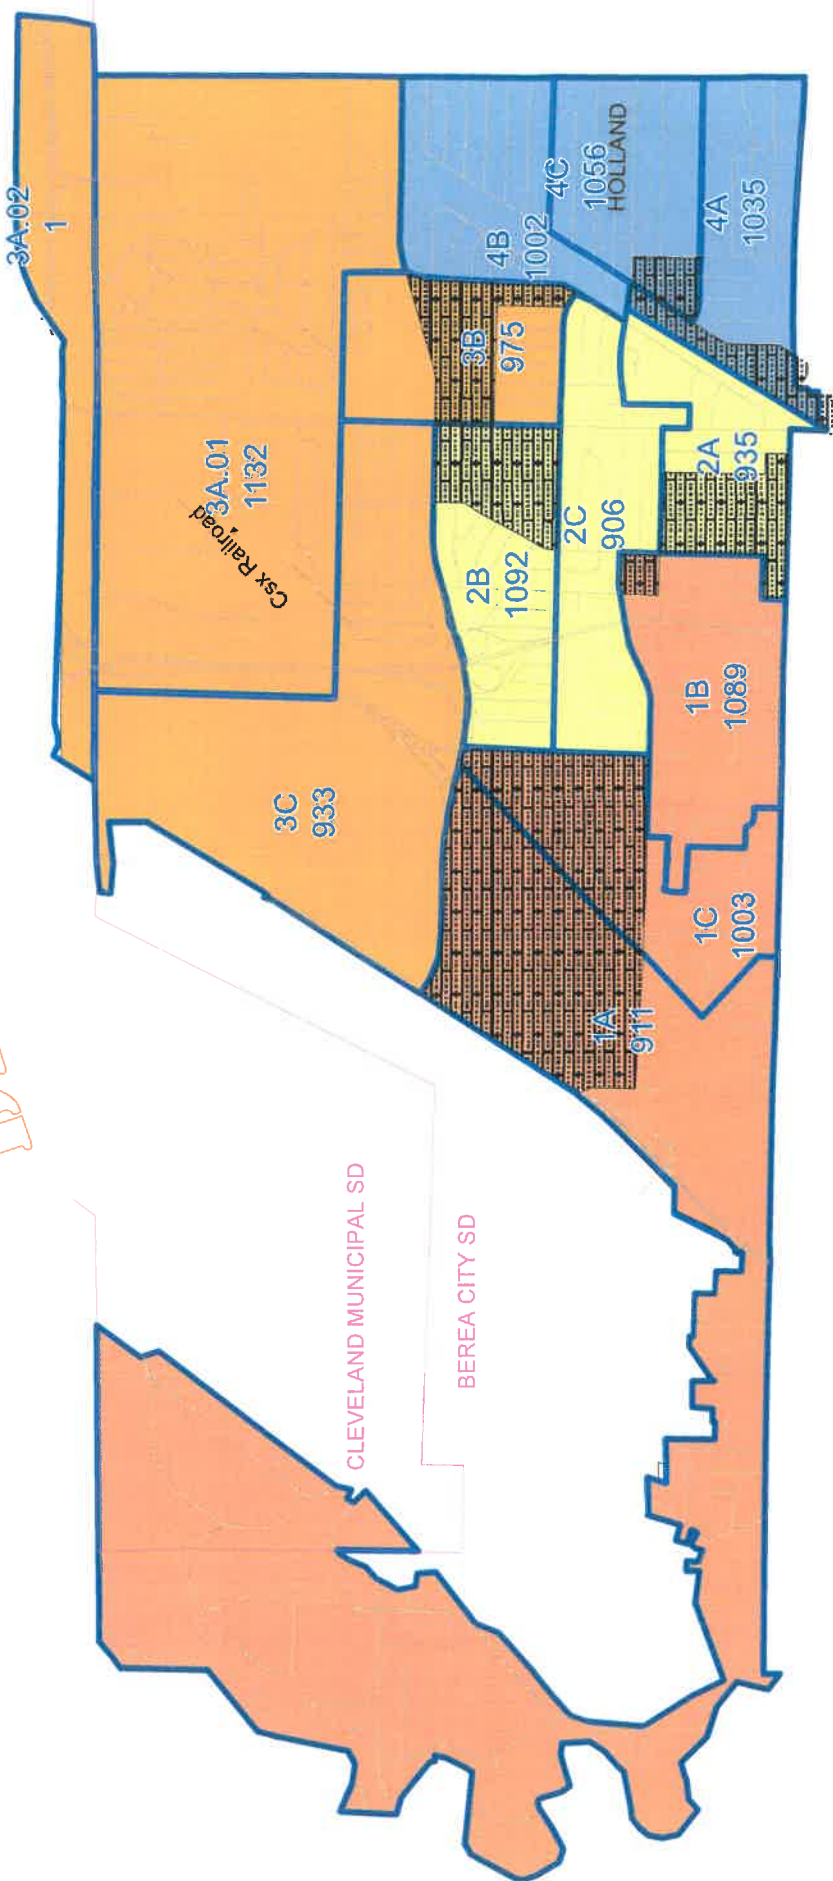 3A.02
1
3A.01
1132
Csx Railroad
3C
933
3B
975
4B
1002
4C
1056
HOLLAND
4A
1035
2B
1092
2C
906
2A
935
1B
1089
1C
1003
1A
911
CLEVELAND MUNICIPAL SD
BEREA CITY SD